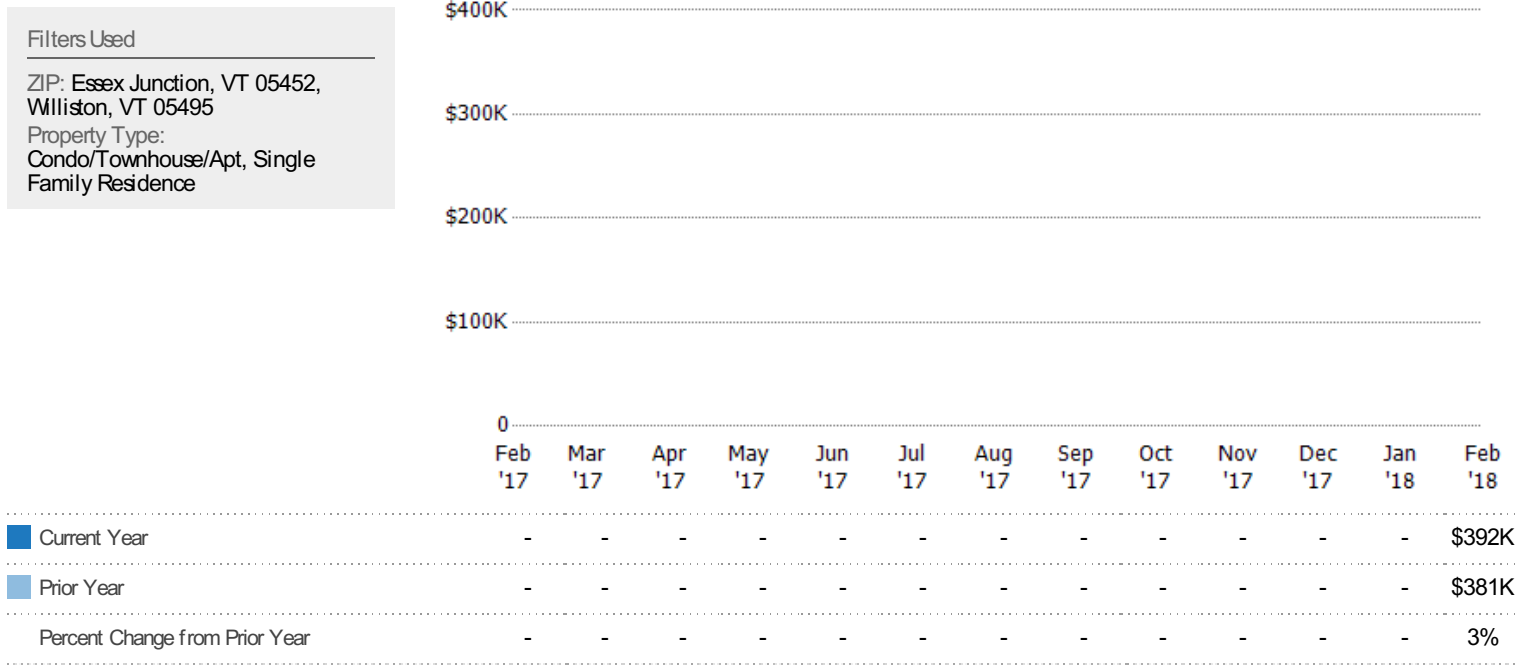 Filters Used
ZIP: Essex Junction, VT 05452,
Williston, VT 05495
Property Type:
Condo/Townhouse/Apt, Single
Family Residence
$400K
$300K
$200K
$100K
0
Feb '17 Mar '17 Apr '17 May '17 Jun '17 Jul '17 Aug '17 Sep '17 Oct '17 Nov '17 Dec '17 Jan '18 Feb '18
Current Year - - - - - - - - - - - - $392K
Prior Year - - - - - - - - - - - - $381K
Percent Change from Prior Year - - - - - - - - - - - - 3%